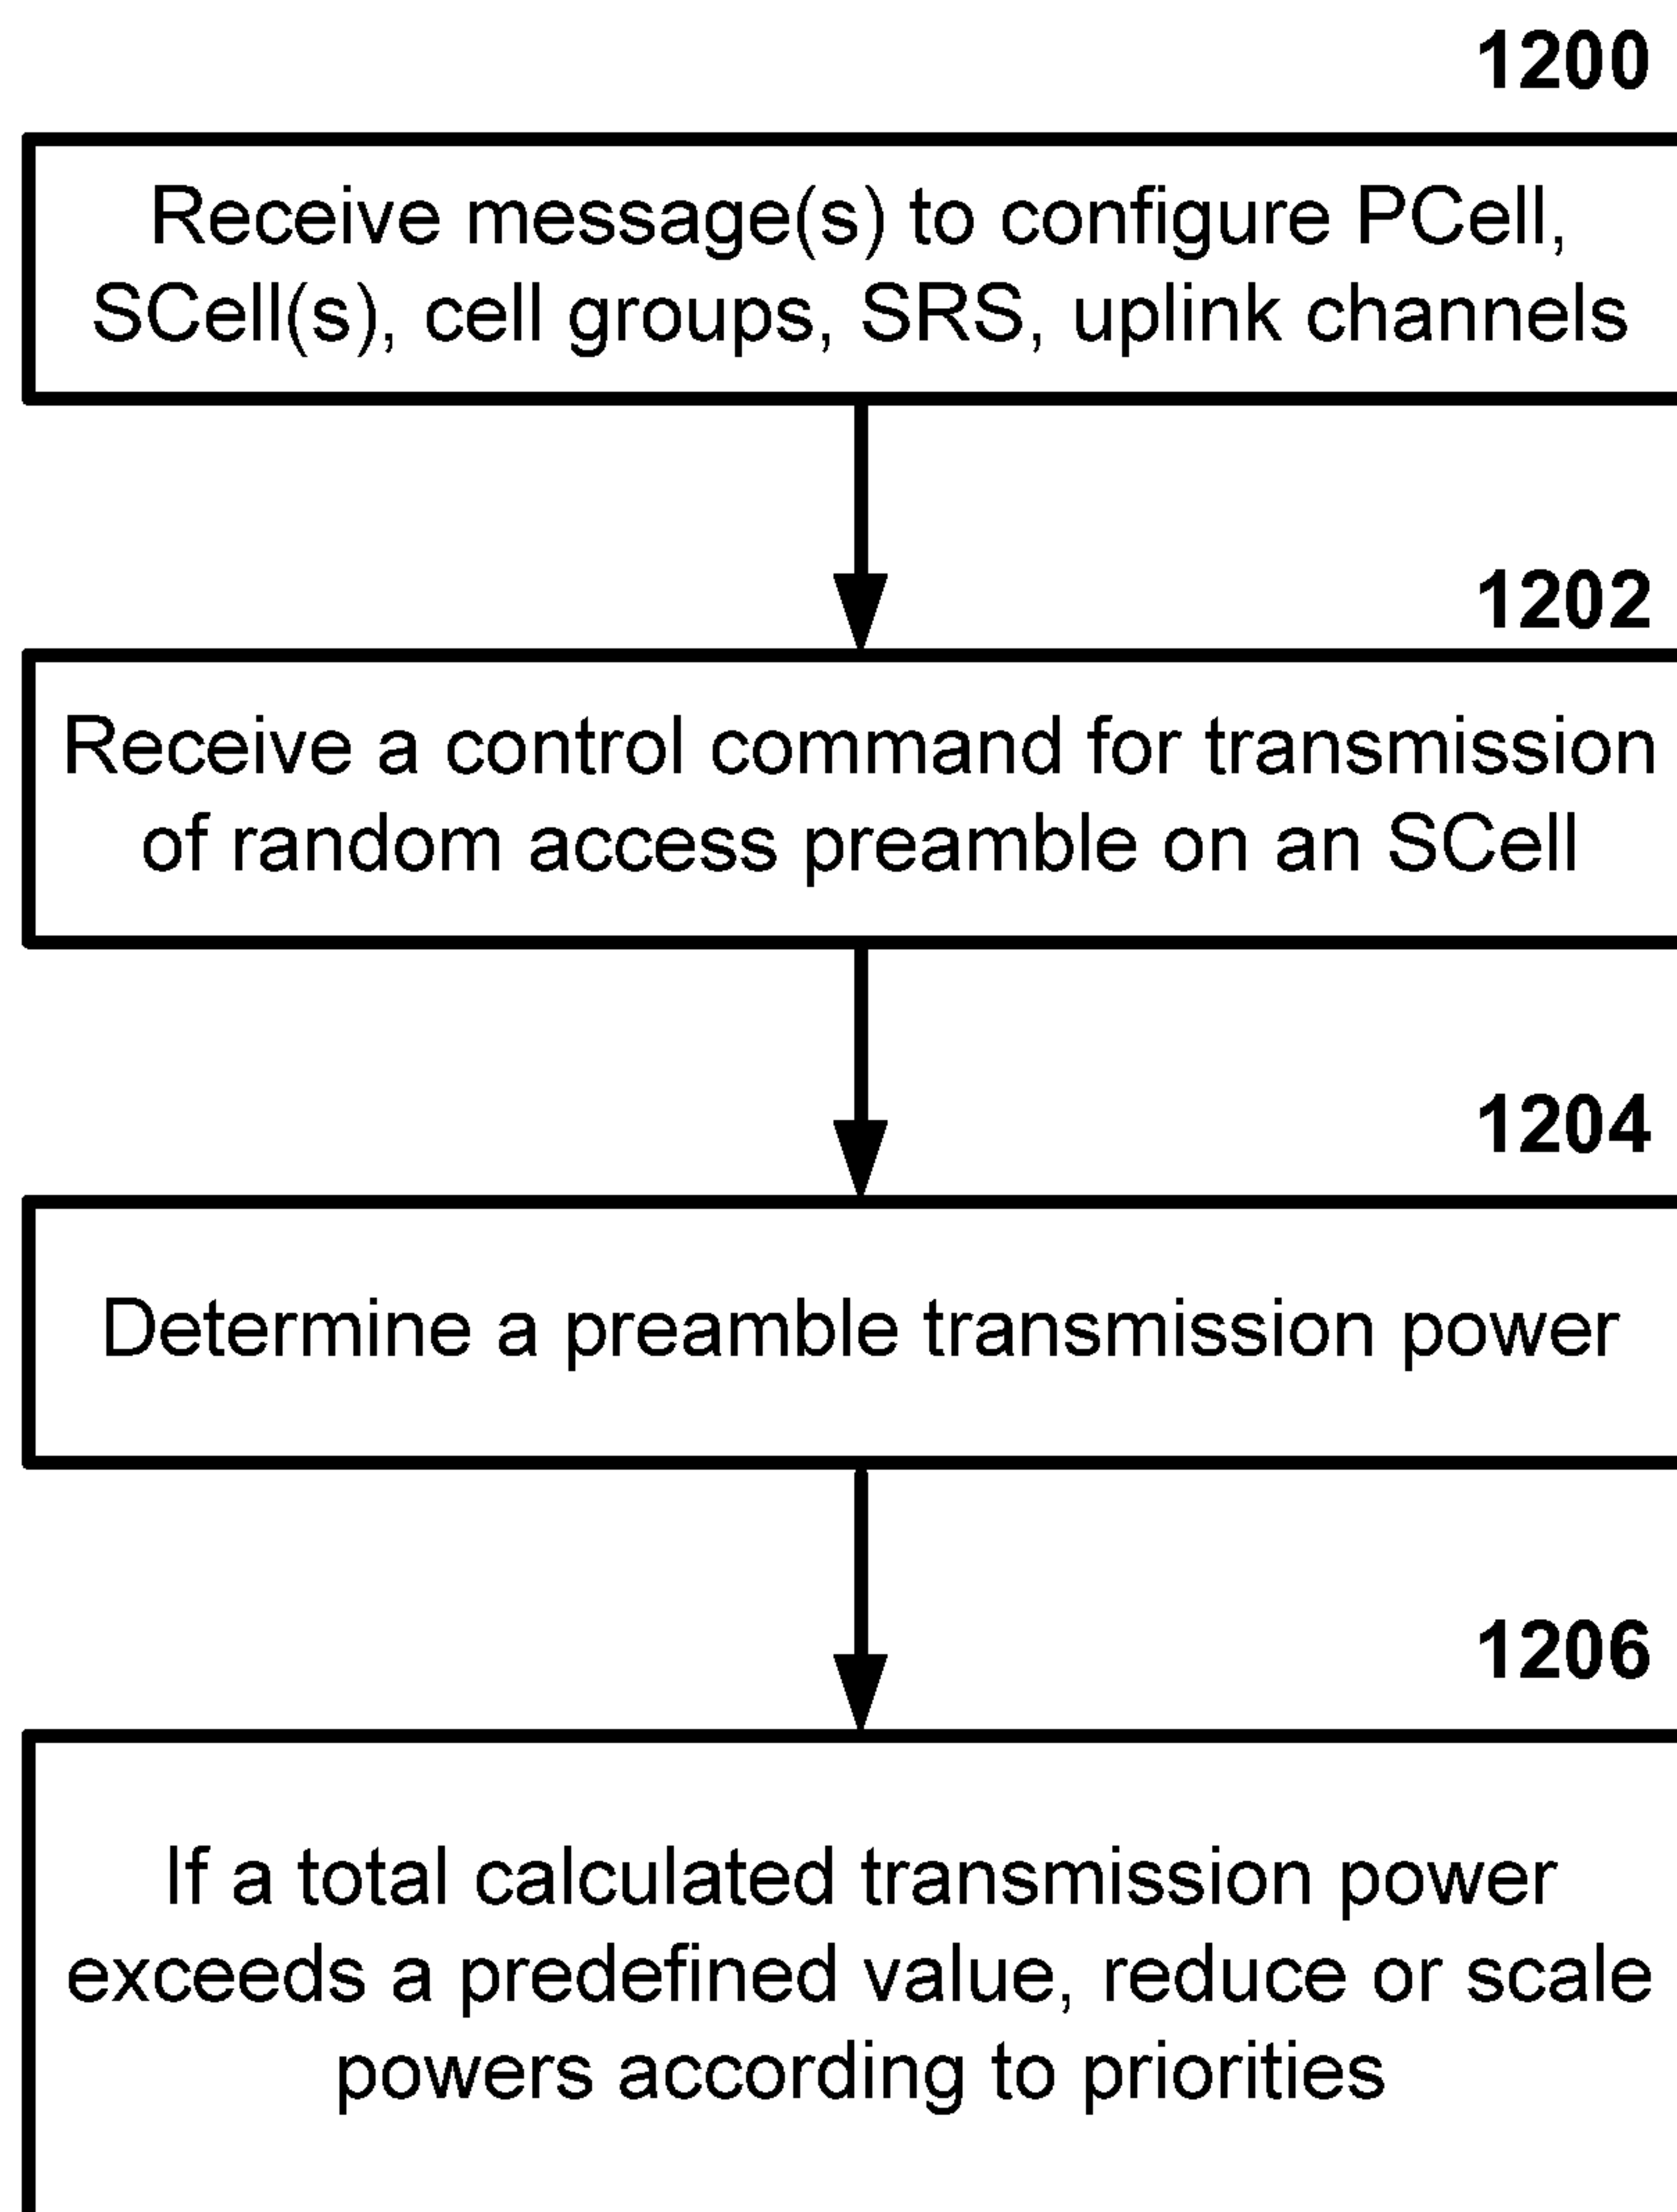 1200
Receive message(s) to configure PCell,
SCell(s), cell groups, SRS, uplink channels
1202
Receive a control command for transmission
of random access preamble on an SCell
1204
Determine a preamble transmission power
1206
If a total calculated transmission power
exceeds a predefined value, reduce or scale
powers according to priorities